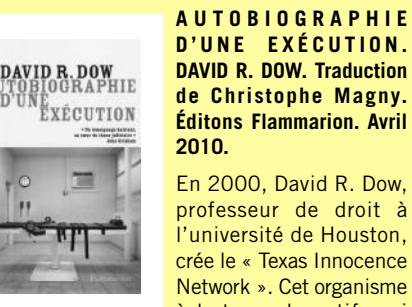 DAVID R. DOW
AUTOBIOGRAPHIE
D'UNE
EXÉCUTION
AUTOBIOGRAPHIE
D'UNE EXÉCUTION.
DAVID R. DOW. Traduction
de Christophe Magny.
Éditons Flammarion. Avril
2010.
En 2000, David R. Dow,
professeur de droit à
l'université de Houston,
crée le « Texas Innocence
Network ». Cet organisme